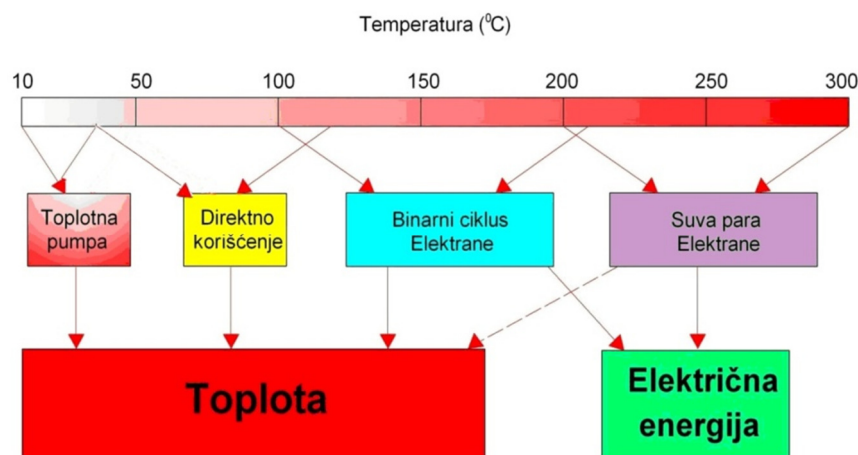 Temperatura (⁰C)
10 50 100 150 200 250 300
Toplotna
pumpa
Direktno
korišćenje
Binarni ciklus
Elektrane
Suva para
Elektrane
Toplota
Električna
energija